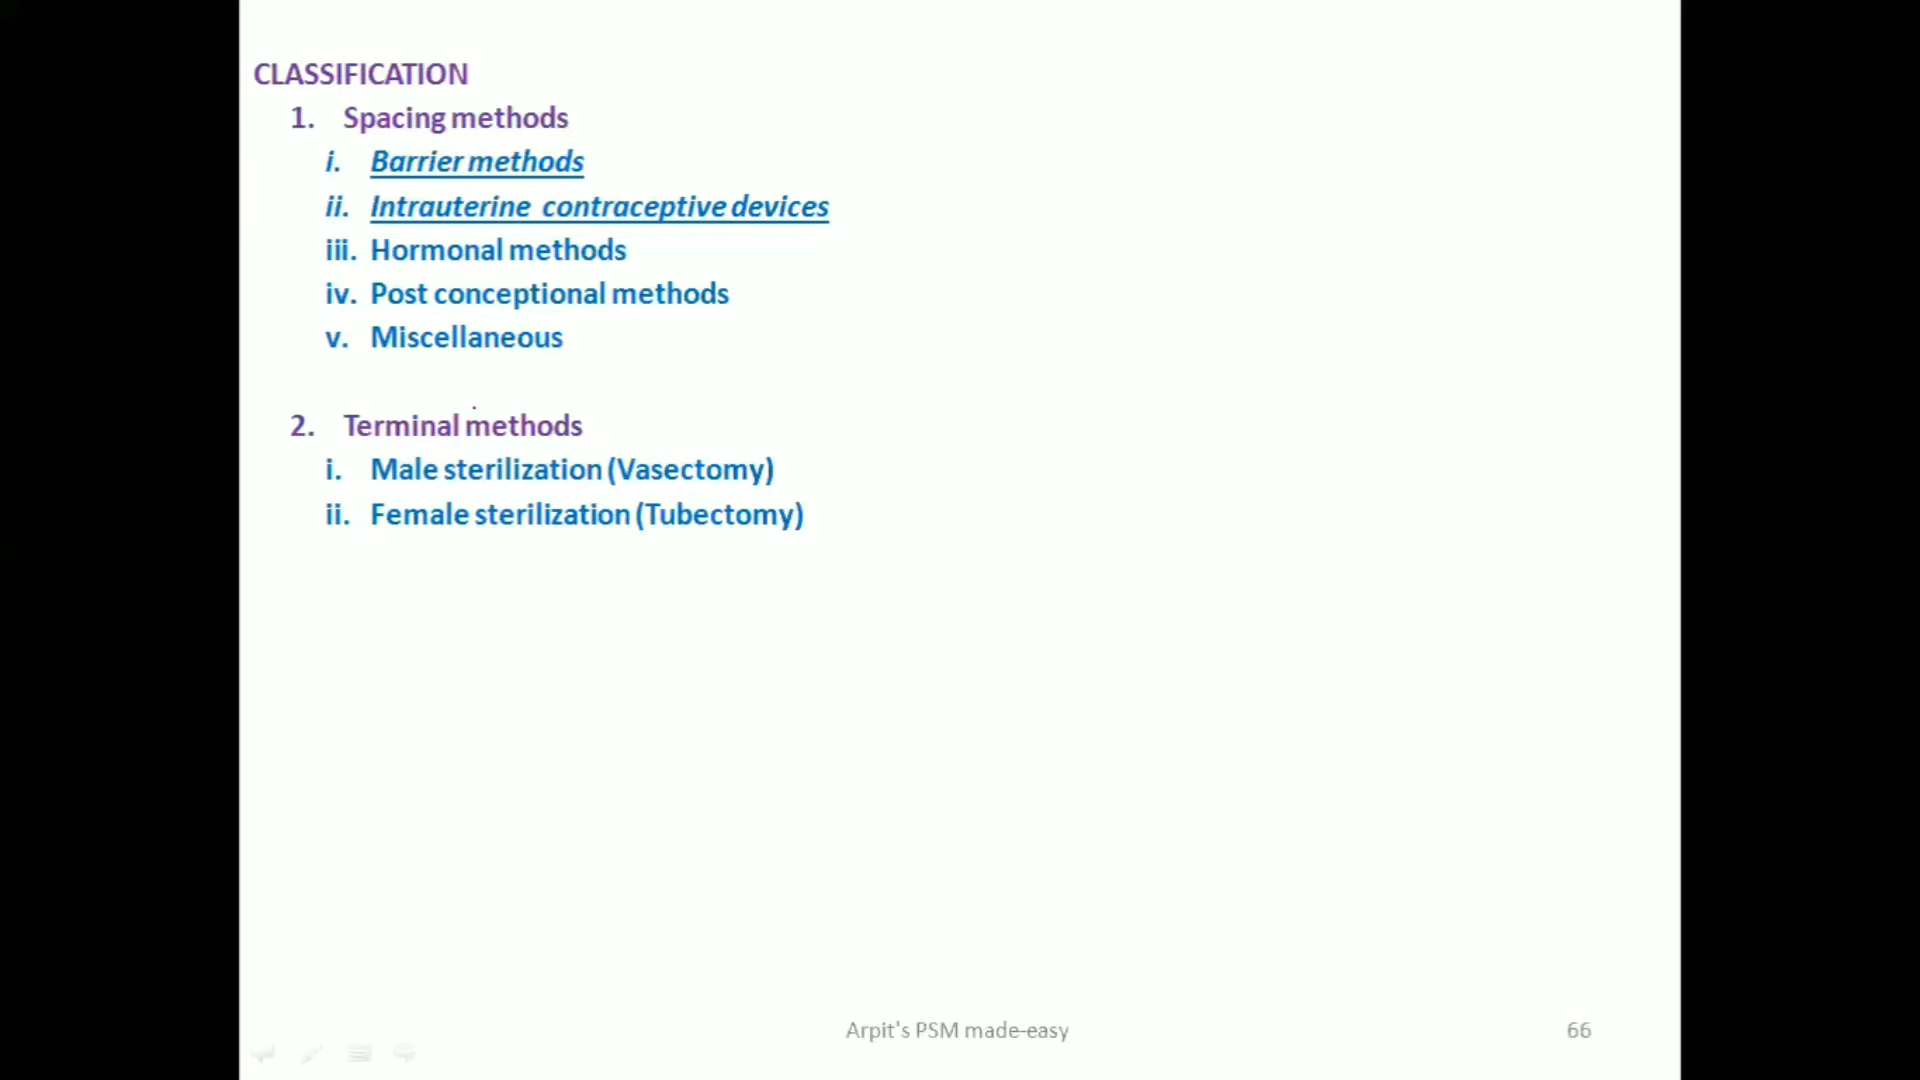 CLASSIFICATION
1. Spacing methods
i. Barrier methods
ii. Intrauterine contraceptive devices
iii. Hormonal methods
iv. Post conceptional methods
v. Miscellaneous
2. Terminal methods
i. Male sterilization (Vasectomy)
ii. Female sterilization (Tubectomy)
Arpit's PSM made-easy
66